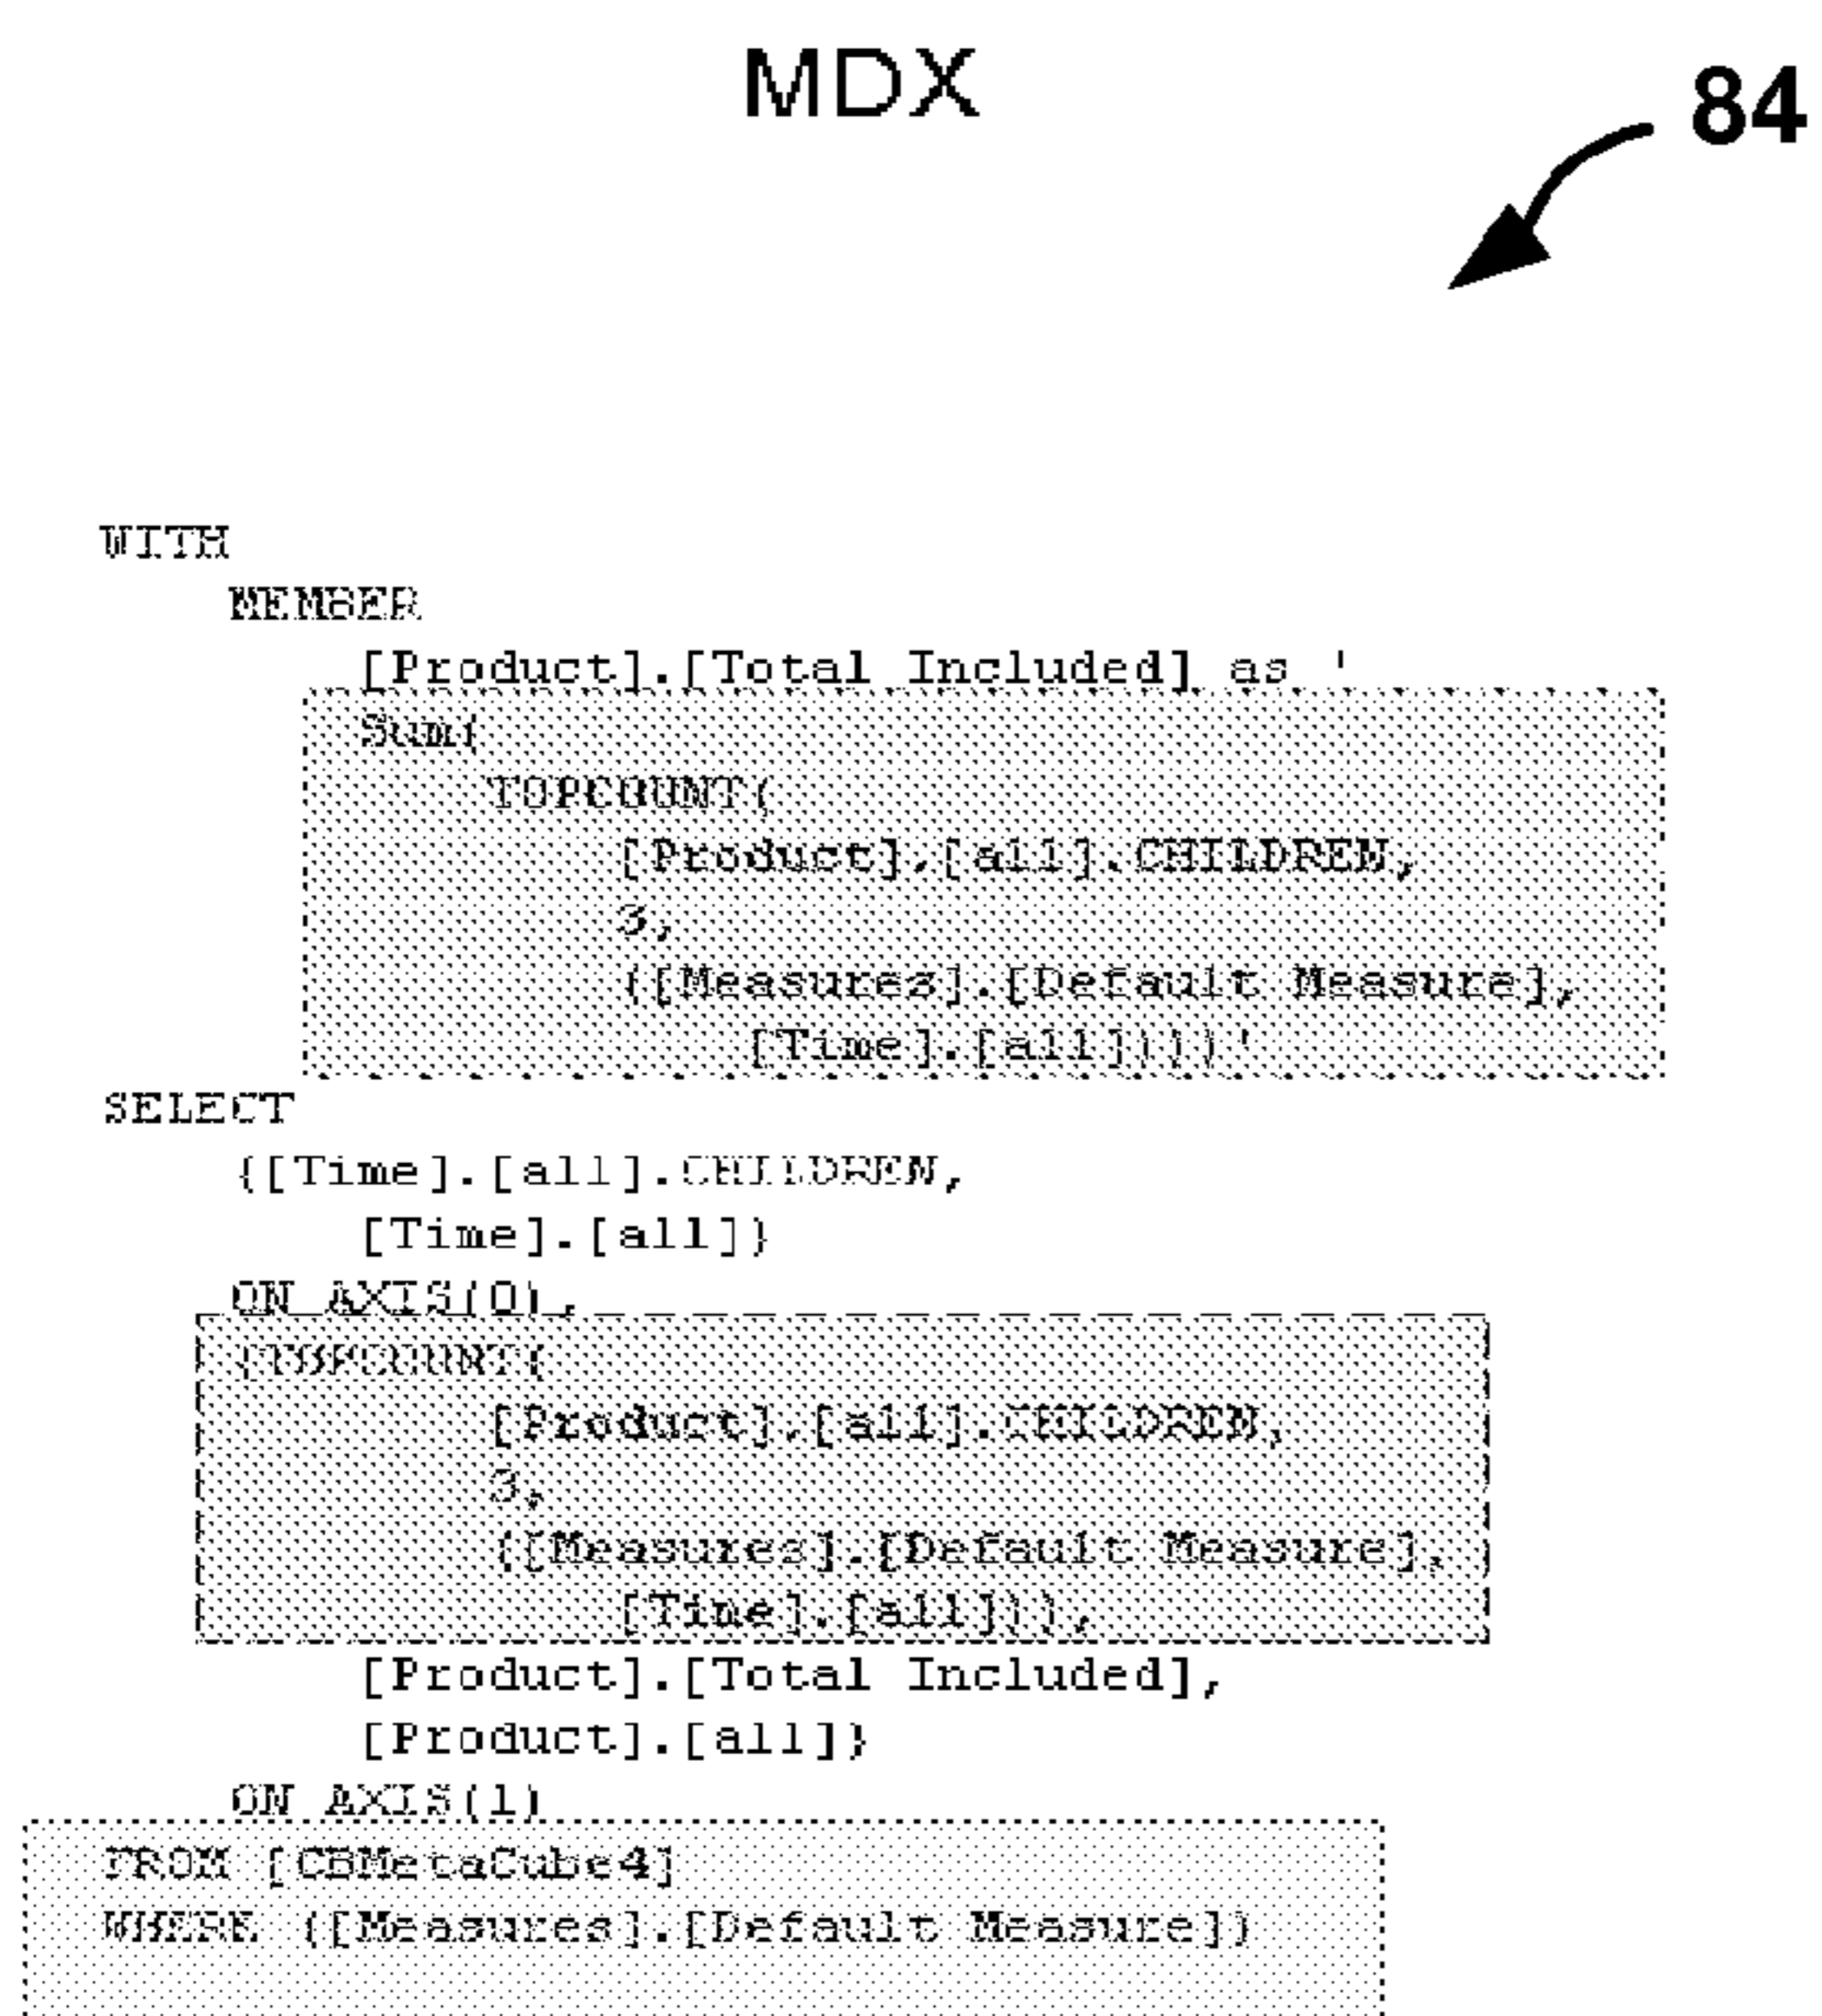 MDX
84
WITH
MEMBER
[Product].[Total Included] as '
Sum(
TOPCOUNT(
[Product].[all].CHILDREN,
3,
([Measures].[Default Measure],
[Time].[all])))'
SELECT
{[Time].[all].CHILDREN,
[Time].[all]}
ON AXIS(0),
{TOPCOUNT(
[Product].[all].CHILDREN,
3,
([Measures].[Default Measure],
[Time].[all])),
[Product].[Total Included],
[Product].[all]}
ON AXIS(1)
FROM [CBMetaCube4]
WHERE ([Measures].[Default Measure])